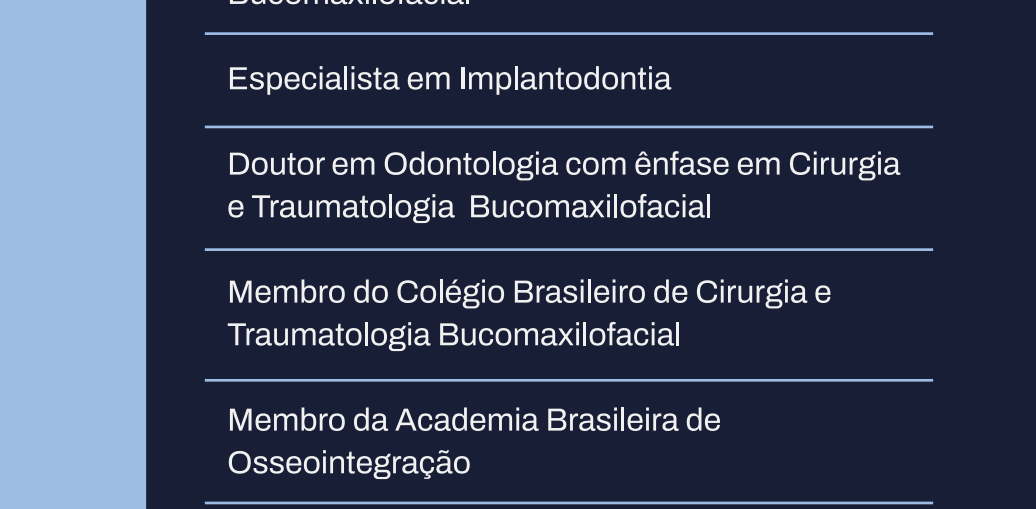 Bucomaxilofacial
Especialista em Implantodontia
Doutor em Odontologia com ênfase em Cirurgia
e Traumatologia  Bucomaxilofacial
Membro do Colégio Brasileiro de Cirurgia e
Traumatologia Bucomaxilofacial
Membro da Academia Brasileira de
Osseointegração